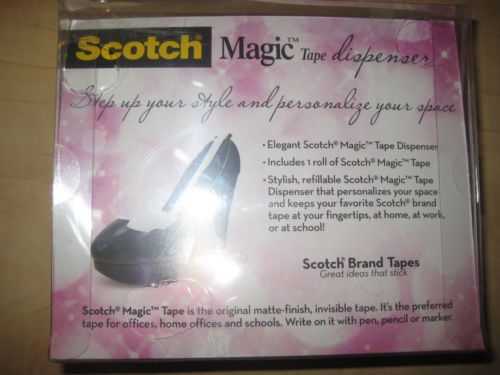 Scotch Magic™ Tape dispenser
Step up your style and personalize your space
• Elegant Scotch® Magic™ Tape Dispenser
• Includes 1 roll of Scotch® Magic™ Tape
• Stylish, refillable Scotch® Magic™ Tape
Dispenser that personalizes your space
and keeps your favorite Scotch® brand
tape at your fingertips, at home, at work,
or at school!
Scotch® Brand Tapes
Great ideas that stick
Scotch® Magic™ Tape is the original matte-finish, invisible tape. It's the preferred
tape for offices, home offices and schools. Write on it with pen, pencil or marker.